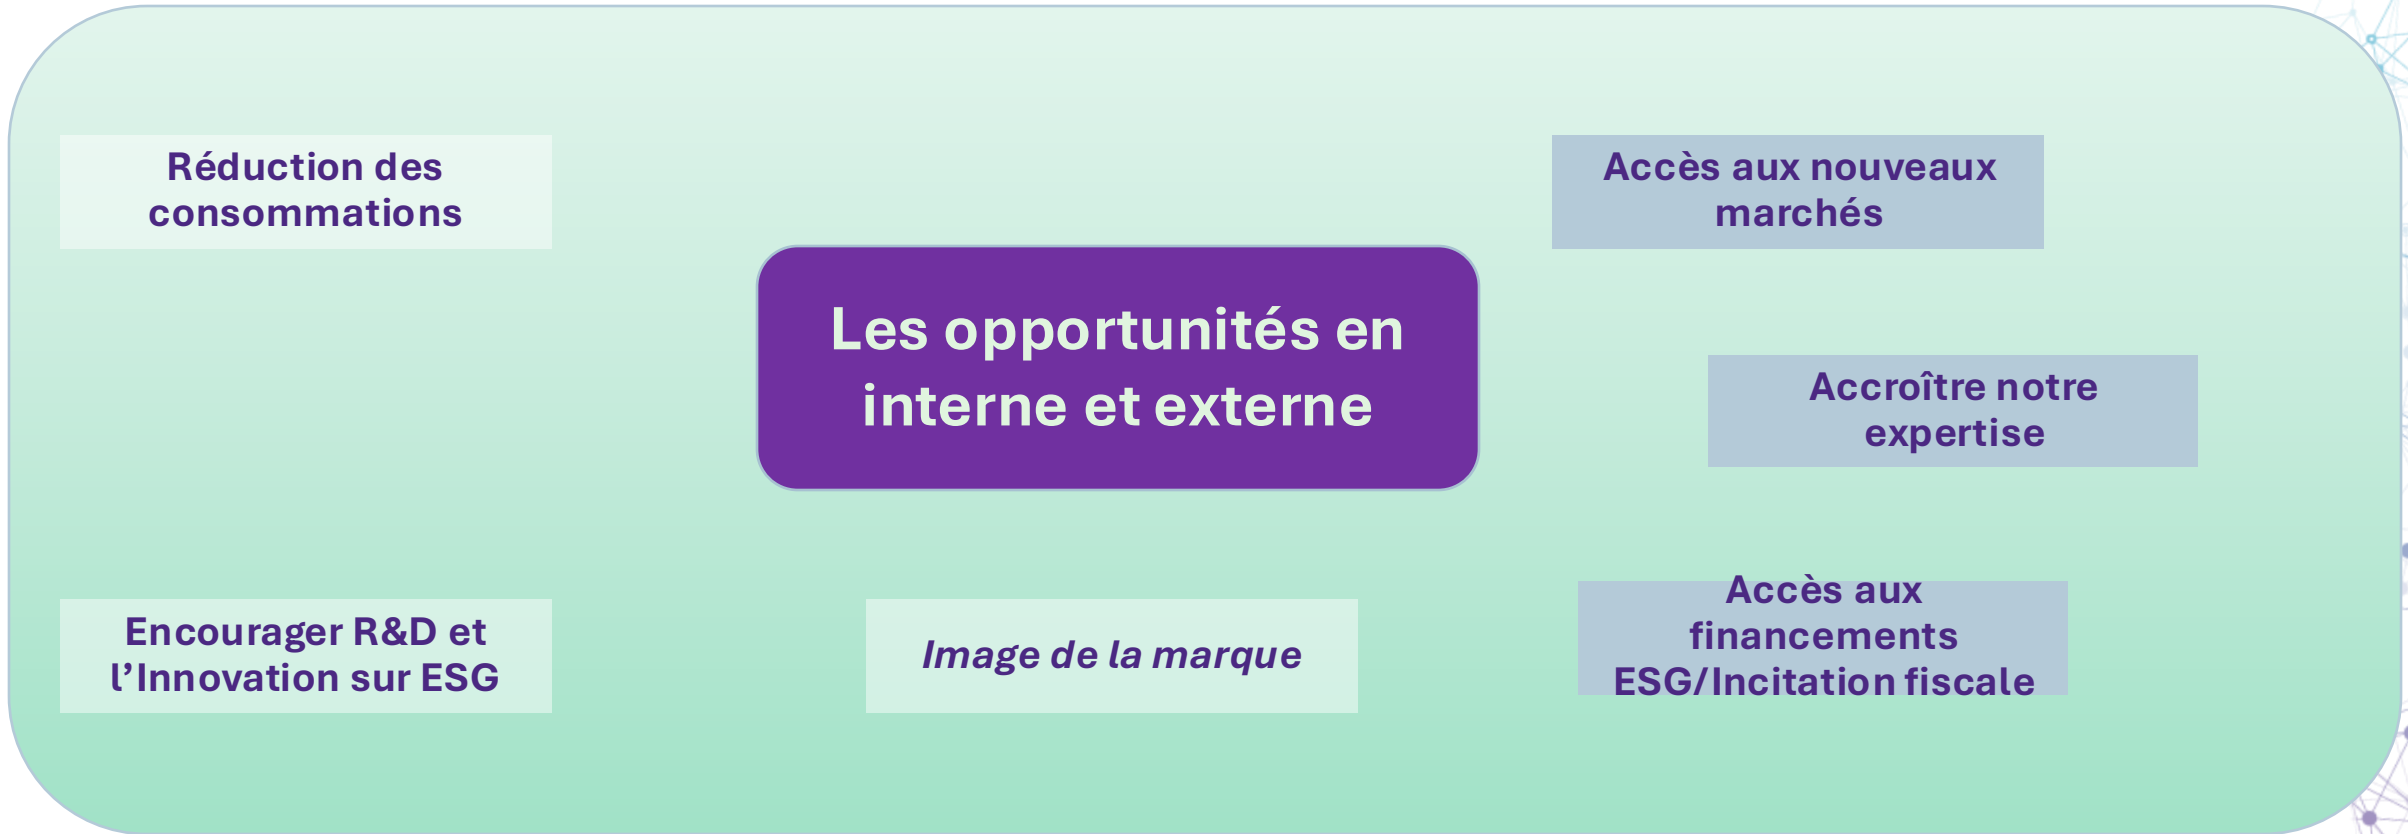 Réduction des
consommations
Accès aux nouveaux
marchés
Les opportunités en
interne et externe
Accroître notre
expertise
Encourager R&D et
l’Innovation sur ESG
Image de la marque
Accès aux
financements
ESG/Incitation fiscale